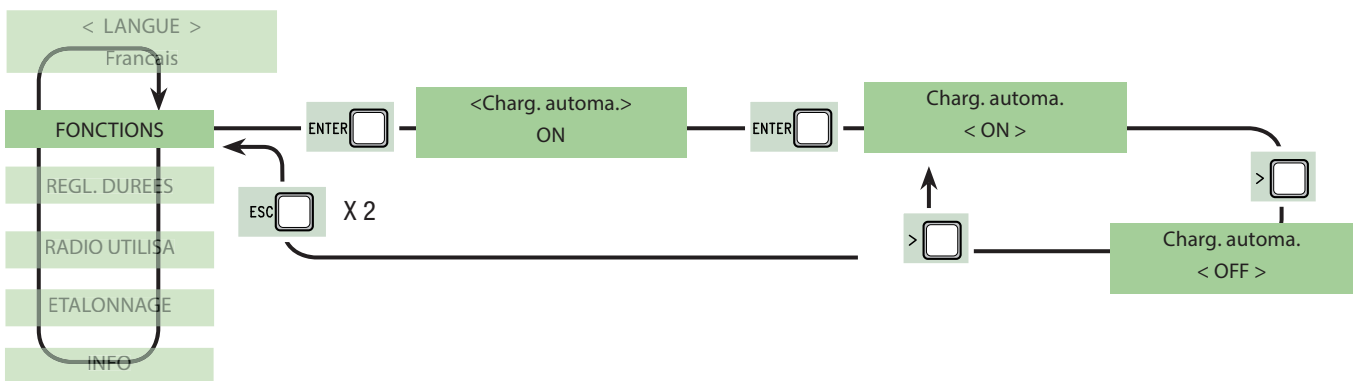 < LANGUE >
Francais
FONCTIONS
REGL. DUREES
RADIO UTILISA
ETALONNAGE
INFO
ENTER
<Charg. automa.>
ON
ENTER
Charg. automa.
< ON >
>
Charg. automa.
< OFF >
>
ESC
X 2